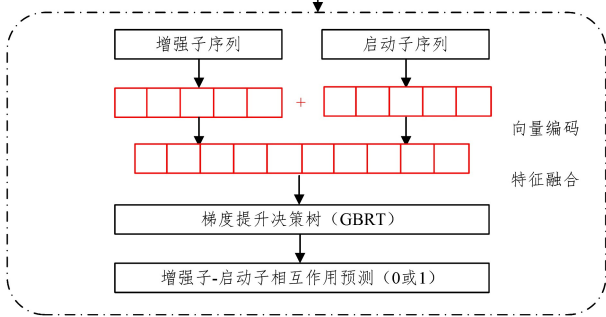 增强子序列
启动子序列
+
向量编码
特征融合
梯度提升决策树（GBRT）
增强子-启动子相互作用预测（0或1）